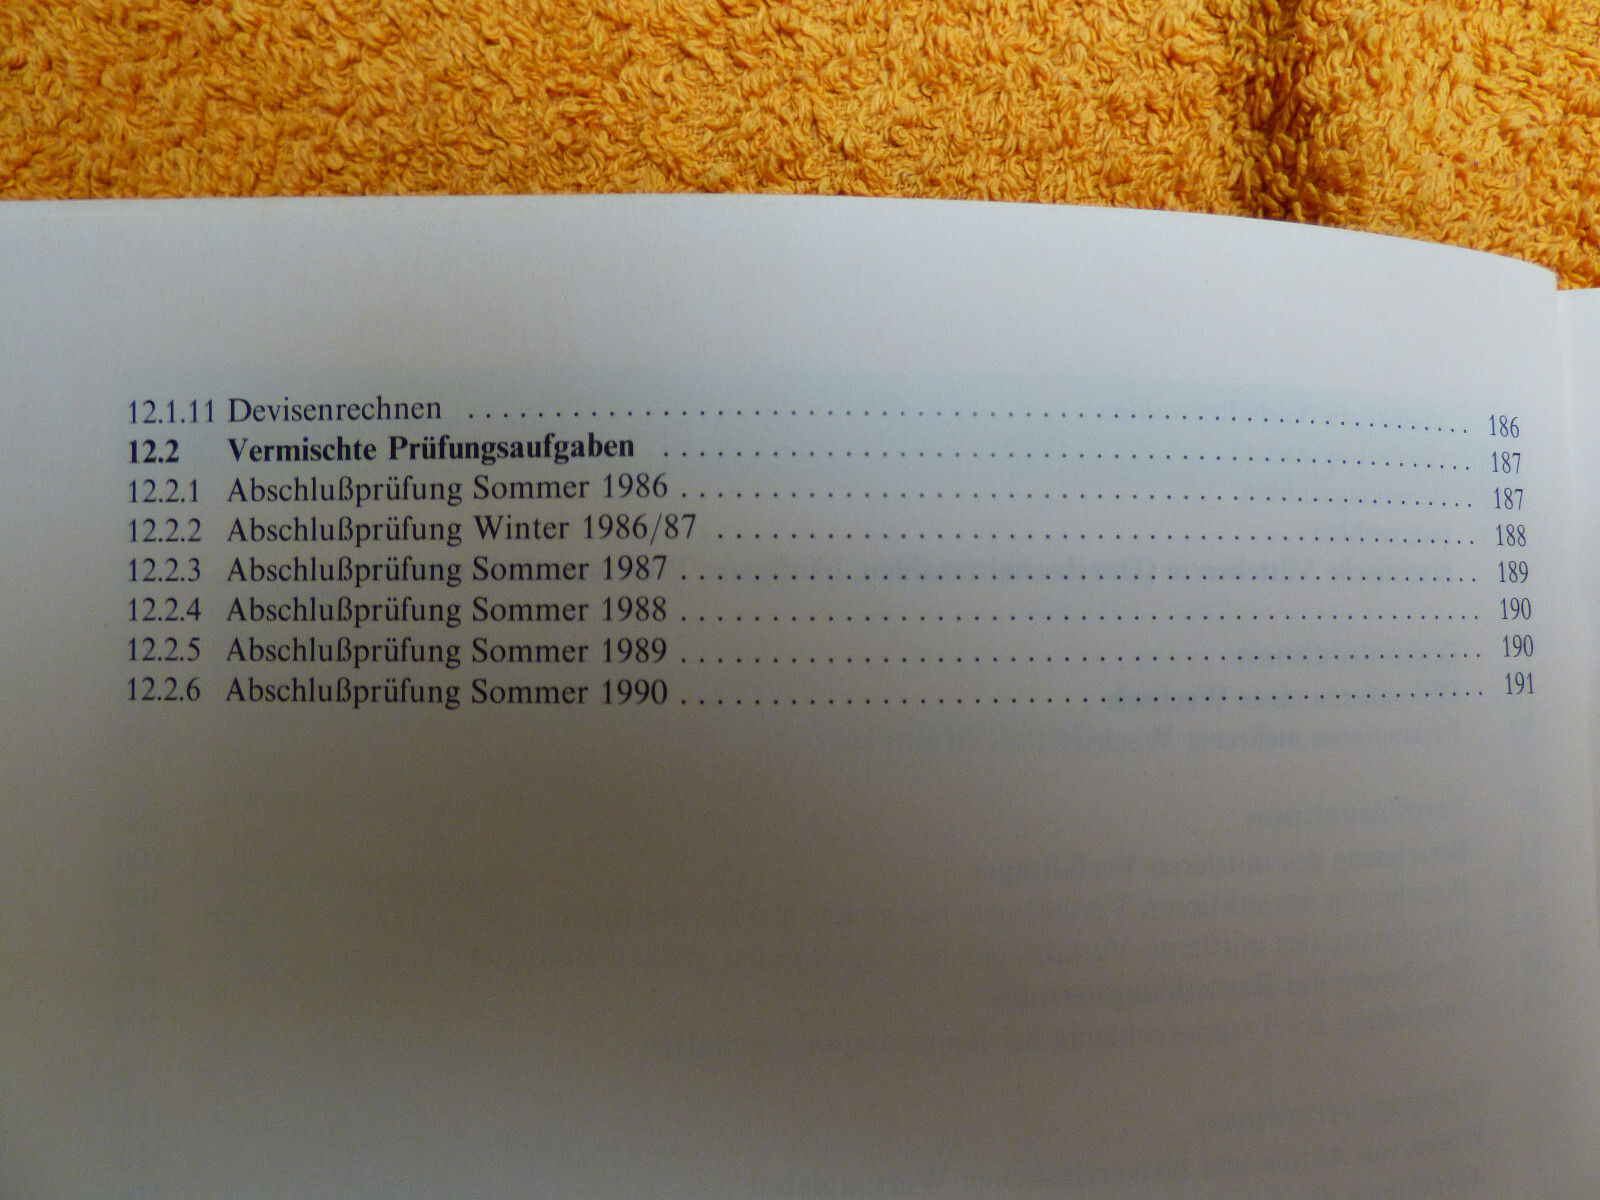 12.1.11 Devisenrechnen . . . . . . . . . . . . . . . . . . . . . . . . . . . . . . . . . . . . . . . . 186
12.2 Vermischte Prüfungsaufgaben . . . . . . . . . . . . . . . . . . . . . . . . . . . . . . 187
12.2.1 Abschlußprüfung Sommer 1986 . . . . . . . . . . . . . . . . . . . . . . . . . . . . . 187
12.2.2 Abschlußprüfung Winter 1986/87 . . . . . . . . . . . . . . . . . . . . . . . . . . . 188
12.2.3 Abschlußprüfung Sommer 1987 . . . . . . . . . . . . . . . . . . . . . . . . . . . . . 189
12.2.4 Abschlußprüfung Sommer 1988 . . . . . . . . . . . . . . . . . . . . . . . . . . . . . 190
12.2.5 Abschlußprüfung Sommer 1989 . . . . . . . . . . . . . . . . . . . . . . . . . . . . . 190
12.2.6 Abschlußprüfung Sommer 1990 . . . . . . . . . . . . . . . . . . . . . . . . . . . . . 191